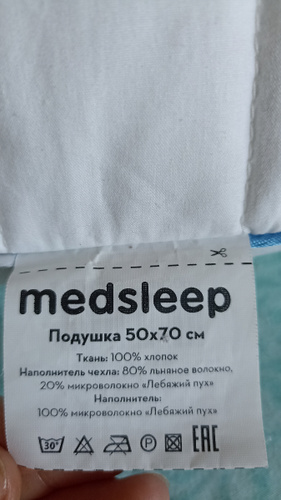 medsleep
Подушка 50x70 см
Ткань: 100% хлопок
Наполнитель чехла: 80% льняное волокно,
20% микроволокно «Лебяжий пух»
Наполнитель:
100% микроволокно «Лебяжий пух»
30° P EAC